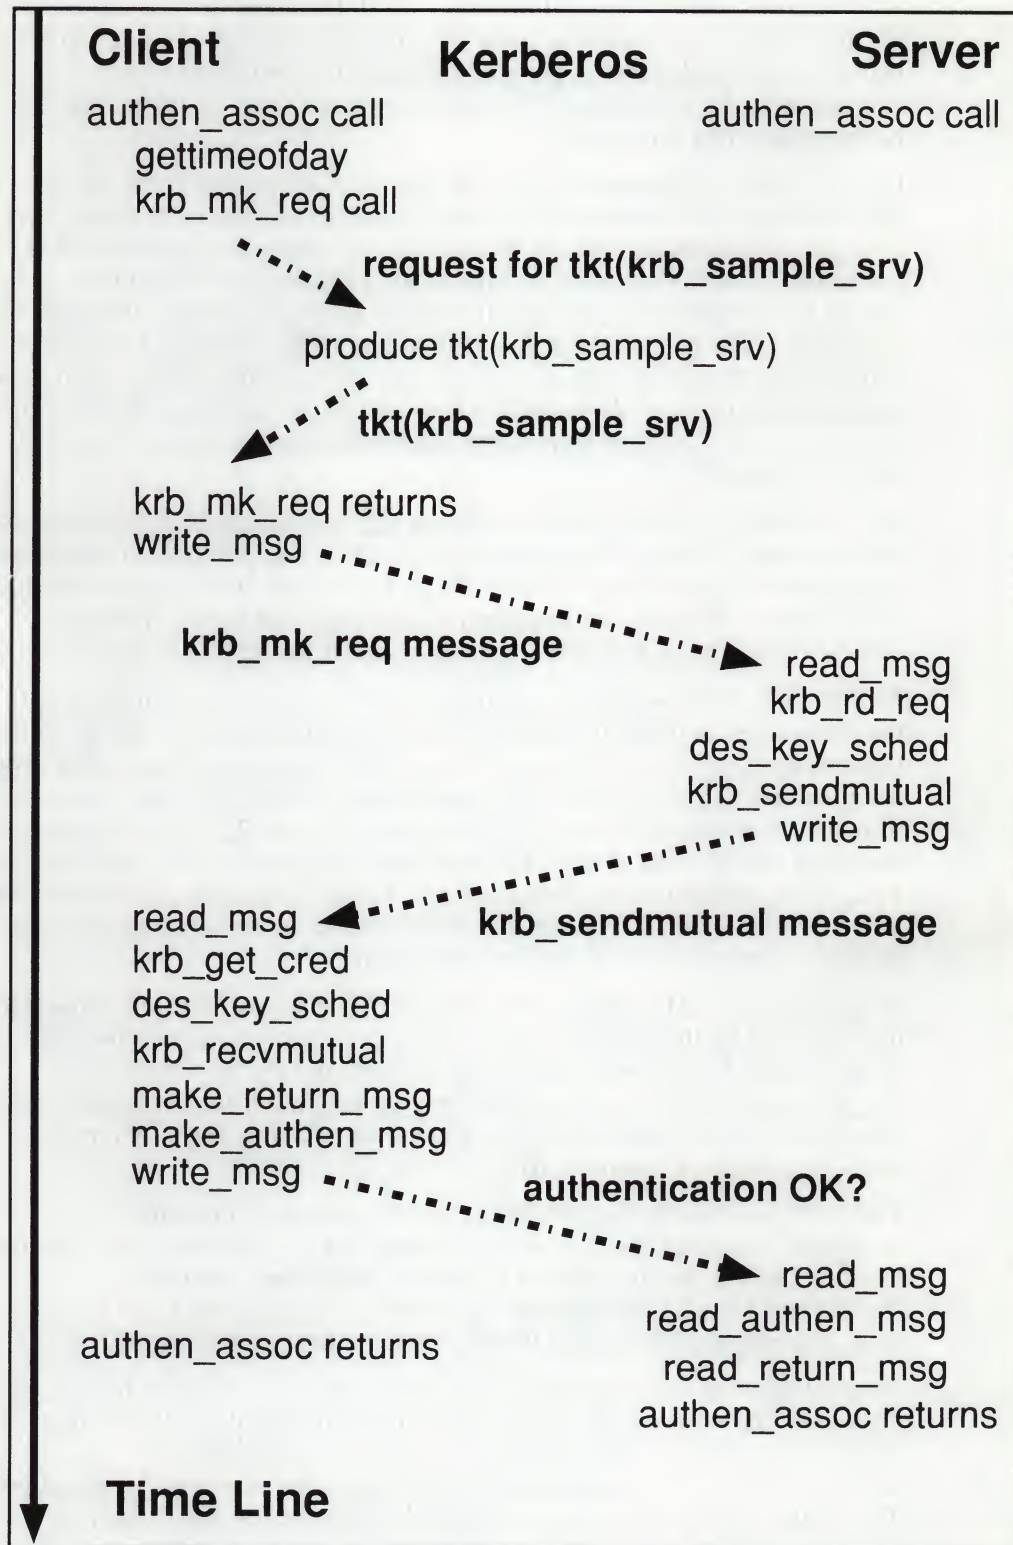 Client Kerberos Server
authen_assoc call authen_assoc call
gettimeofday
krb_mk_req call
request for tkt(krb_sample_srv)
produce tkt(krb_sample_srv)
tkt(krb_sample_srv)
krb_mk_req returns
write_msg
krb_mk_req message
read_msg
krb_rd_req
des_key_sched
krb_sendmutual
write_msg
read_msg krb_sendmutual message
krb_get_cred
des_key_sched
krb_recvmutual
make_return_msg
make_authen_msg
write_msg authentication OK?
read_msg
read_authen_msg
authen_assoc returns
read_return_msg
authen_assoc returns
Time Line